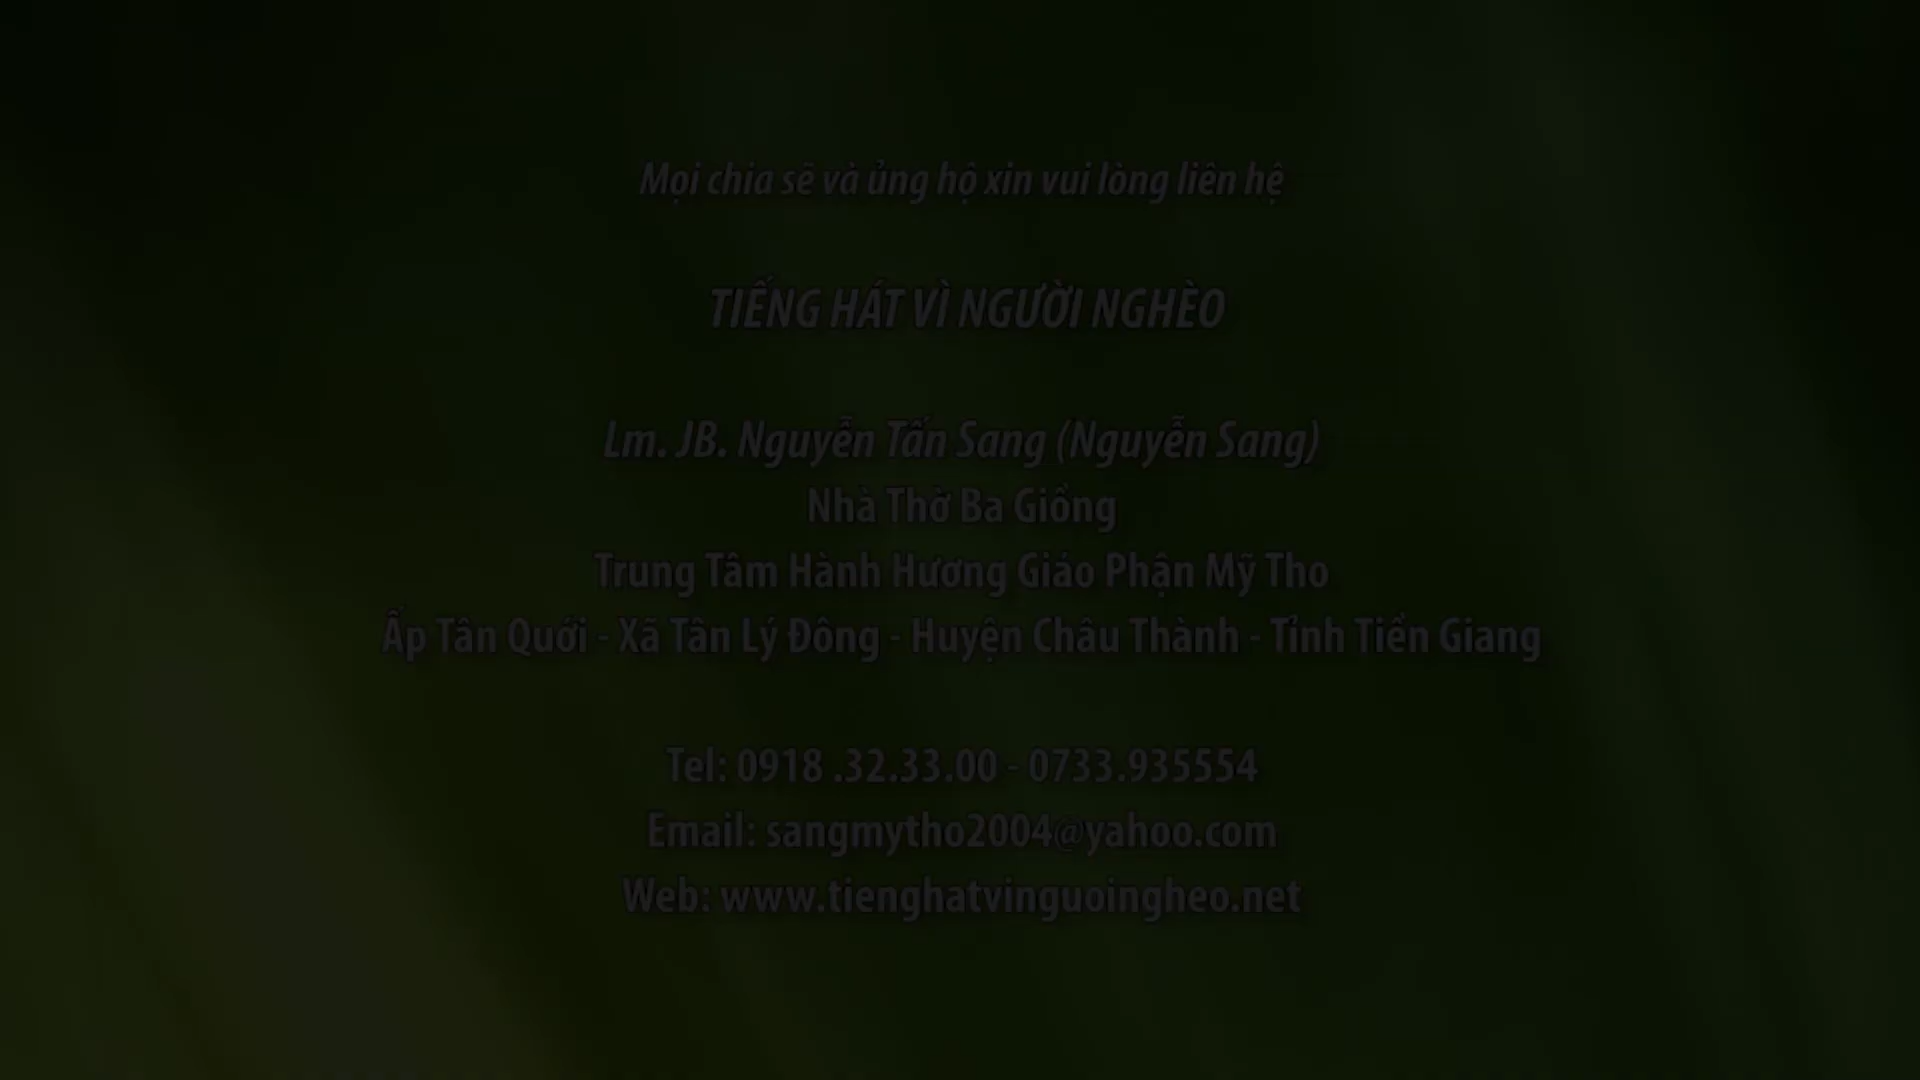 Mọi chia sẽ và ủng hộ xin vui lòng liên hệ
TIẾNG HÁT VÌ NGƯỜI NGHÈO
Lm. JB. Nguyễn Tấn Sang (Nguyễn Sang)
Nhà Thờ Ba Giồng
Trung Tâm Hành Hương Giáo Phận Mỹ Tho
Ấp Tân Quới - Xã Tân Lý Đông - Huyện Châu Thành - Tỉnh Tiền Giang
Tel: 0918 .32.33.00 - 0733.935554
Email: sangmytho2004@yahoo.com
Web: www.tienghatvinguoingheo.net